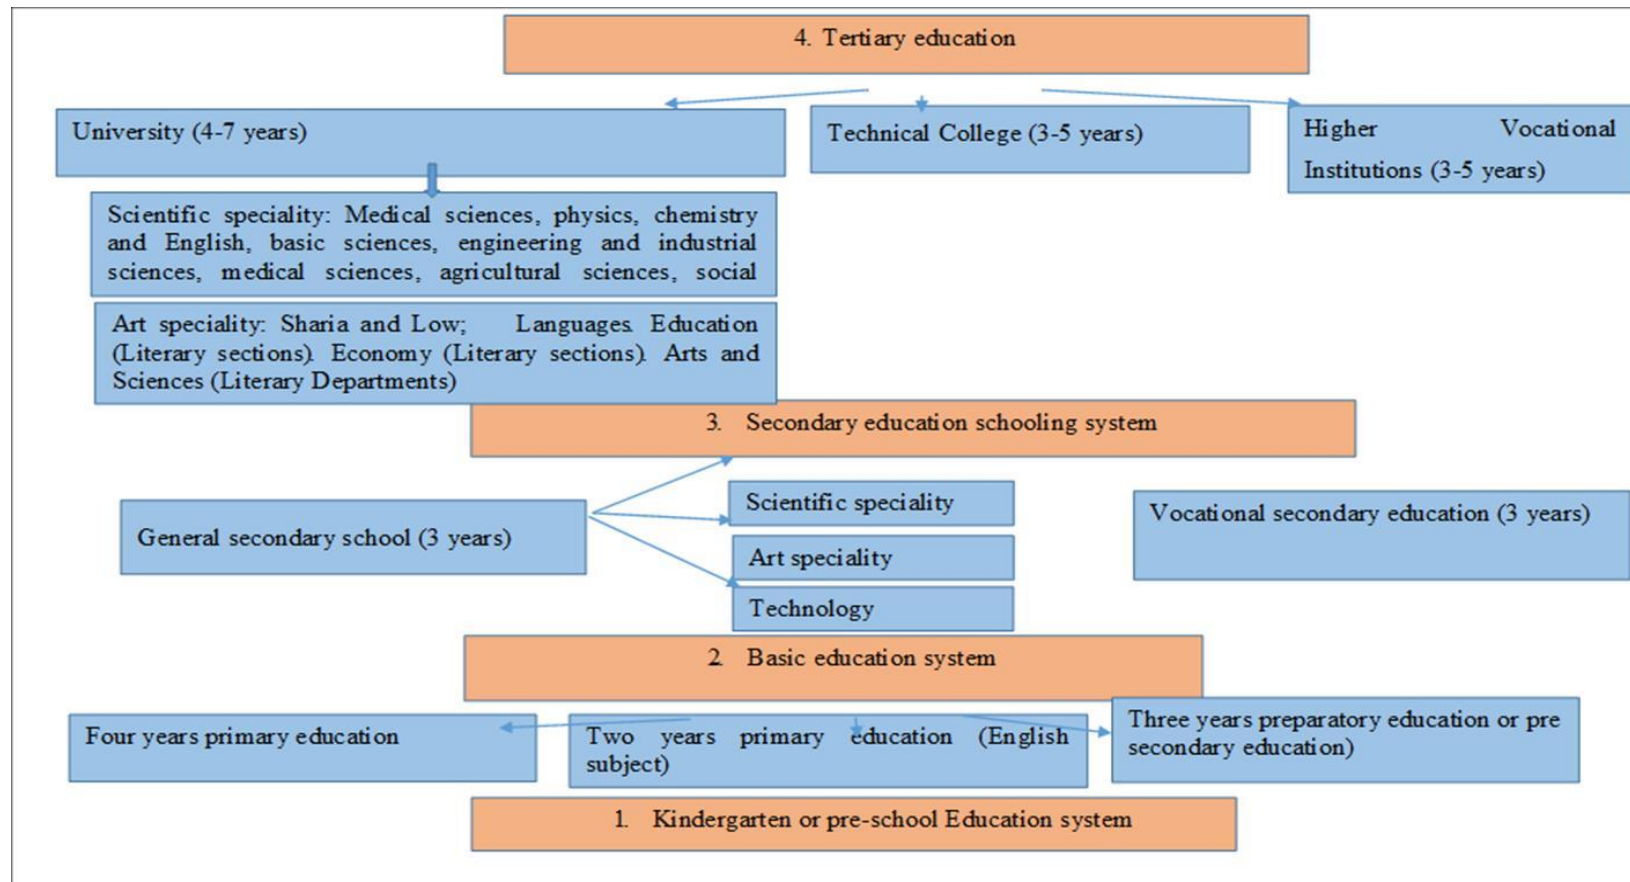 4. Tertiary education
University (4-7 years)
Technical College (3-5 years)
Higher Vocational
Institutions (3-5 years)
Scientific speciality: Medical sciences, physics, chemistry
and English, basic sciences, engineering and industrial
sciences, medical sciences, agricultural sciences, social
Art speciality: Sharia and Low; Languages. Education
(Literary sections). Economy (Literary sections). Arts and
Sciences (Literary Departments)
3. Secondary education schooling system
General secondary school (3 years)
Scientific speciality
Art speciality
Technology
Vocational secondary education (3 years)
2. Basic education system
Four years primary education
Two years primary education (English
subject)
Three years preparatory education or pre
secondary education)
1. Kindergarten or pre-school Education system